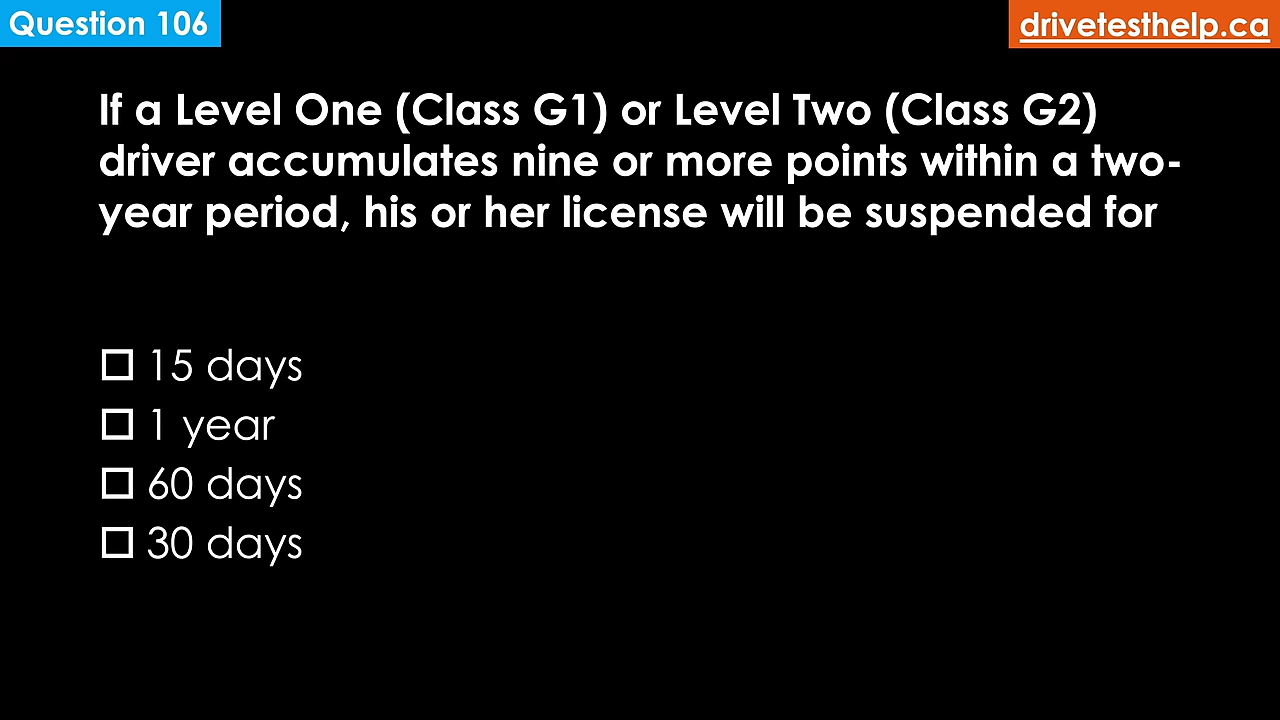 Question 106
drivetesthelp.ca
If a Level One (Class G1) or Level Two (Class G2)
driver accumulates nine or more points within a two-
year period, his or her license will be suspended for
15 days
1 year
60 days
30 days